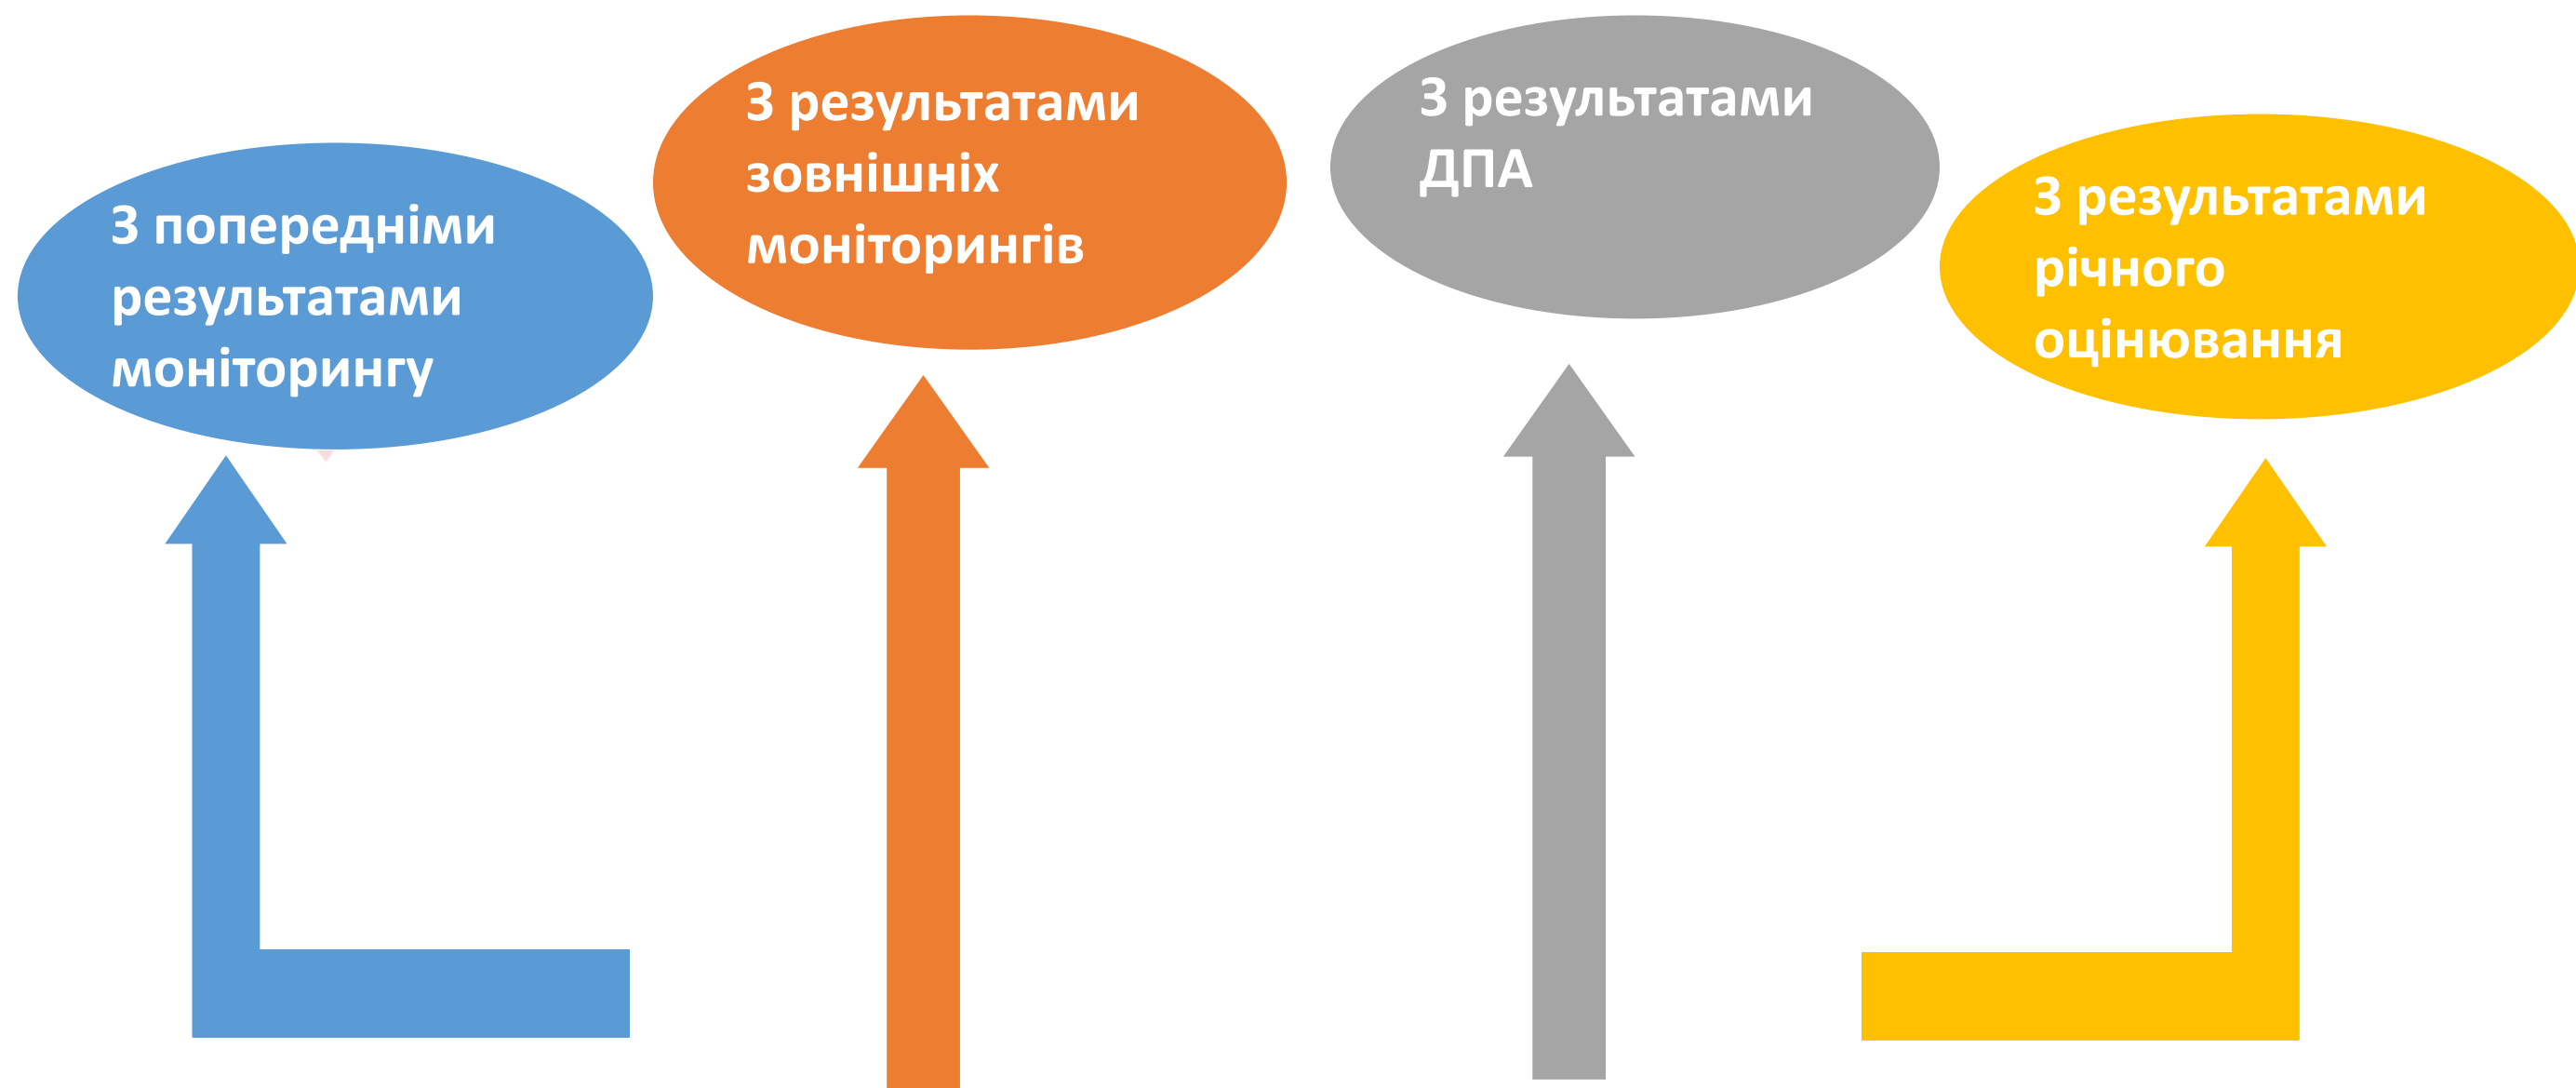 З попередніми
результатами
моніторингу
З результатами
зовнішніх
моніторингів
З результатами
ДПА
З результатами
річного
оцінювання